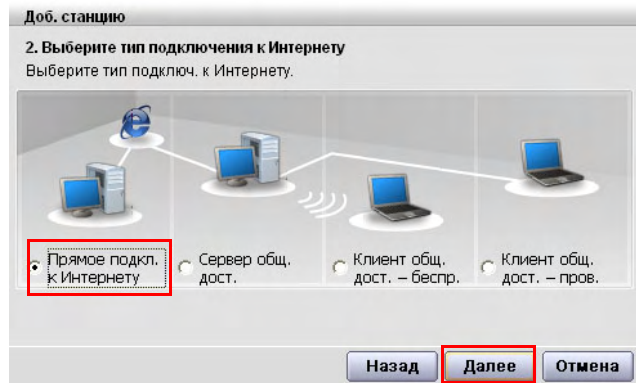 Доб. станцию
2. Выберите тип подключения к Интернету
Выберите тип подключ. к Интернету.
Прямое подкл.
к Интернету
Сервер общ.
дост.
Клиент общ.
дост. – беспр.
Клиент общ.
дост. – пров.
Назад
Далее
Отмена